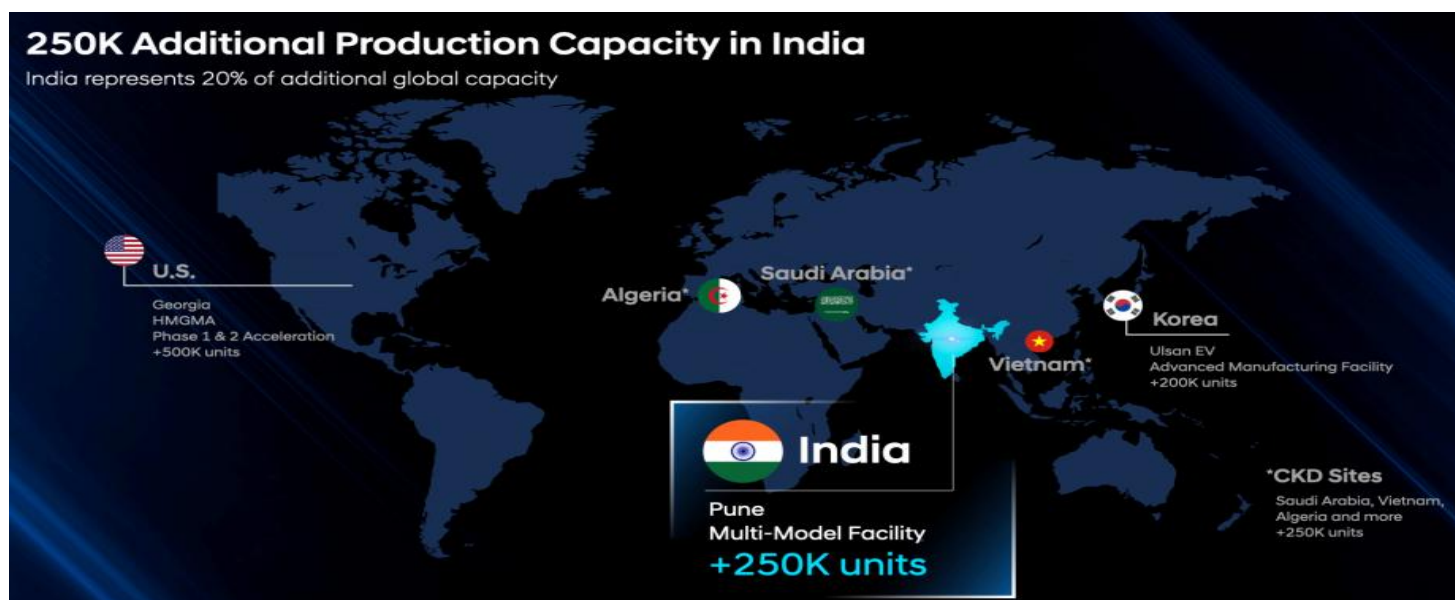 250K Additional Production Capacity in India
India represents 20% of additional global capacity
U.S.
Georgia
HMGMA
Phase 1 & 2 Acceleration
+500K units
Algeria*
Saudi Arabia*
Vietnam*
Korea
Ulsan EV
Advanced Manufacturing Facility
+200K units
India
Pune
Multi-Model Facility
+250K units
*CKD Sites
Saudi Arabia, Vietnam,
Algeria and more
+250K units